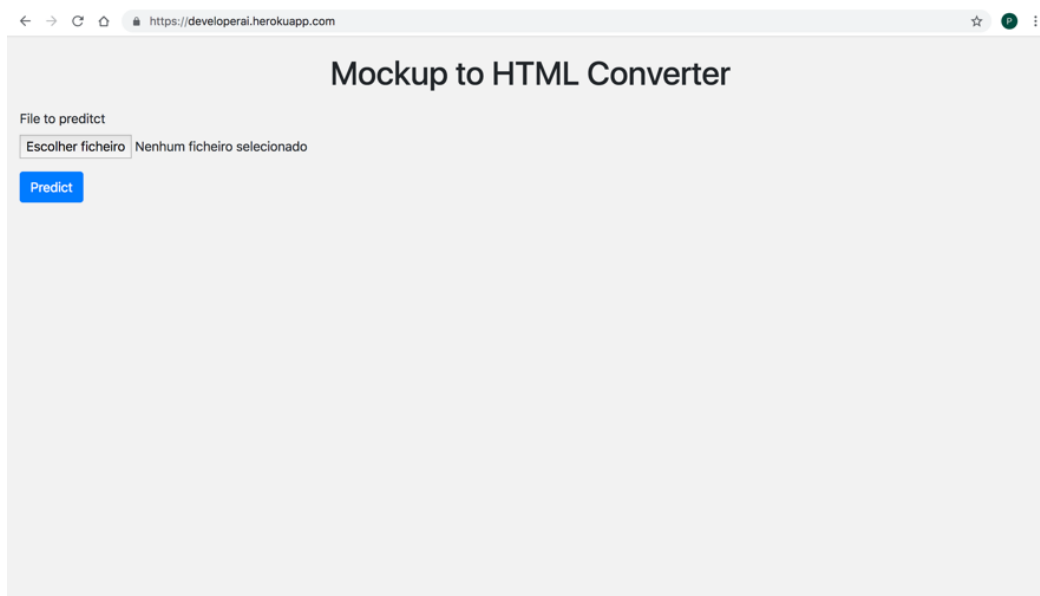 https://developerai.herokuapp.com
P
Mockup to HTML Converter
File to preditct
Escolher ficheiro Nenhum ficheiro selecionado
Predict